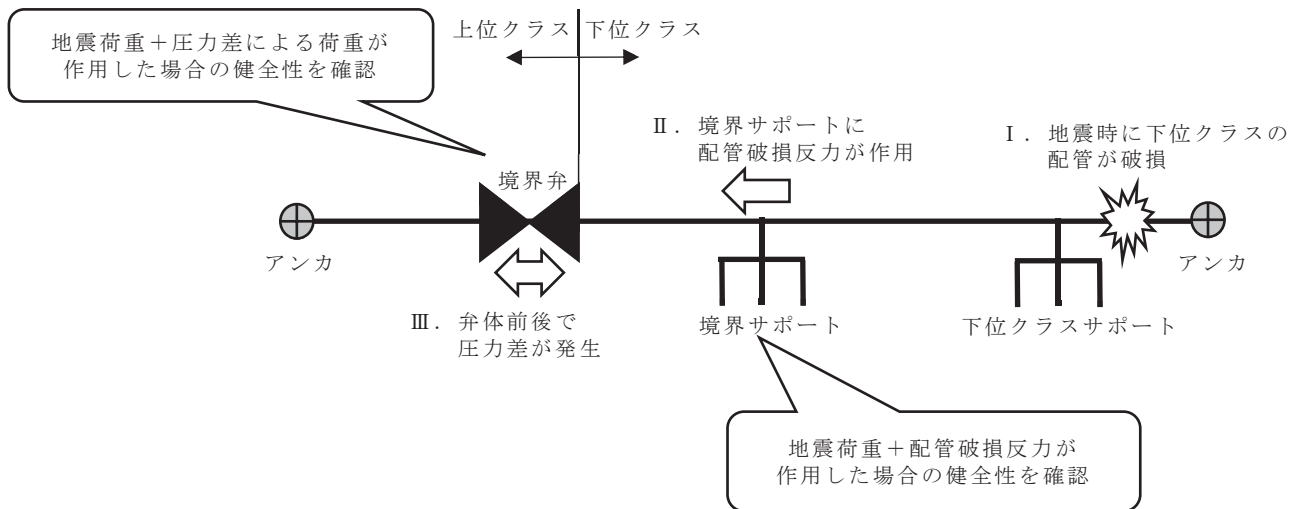 地震荷重＋圧力差による荷重が
作用した場合の健全性を確認
上位クラス
下位クラス
Ⅱ．境界サポートに
配管破損反力が作用
Ⅰ．地震時に下位クラスの
配管が破損
境界弁
アンカ
アンカ
Ⅲ．弁体前後で
圧力差が発生
境界サポート
下位クラスサポート
地震荷重＋配管破損反力が
作用した場合の健全性を確認